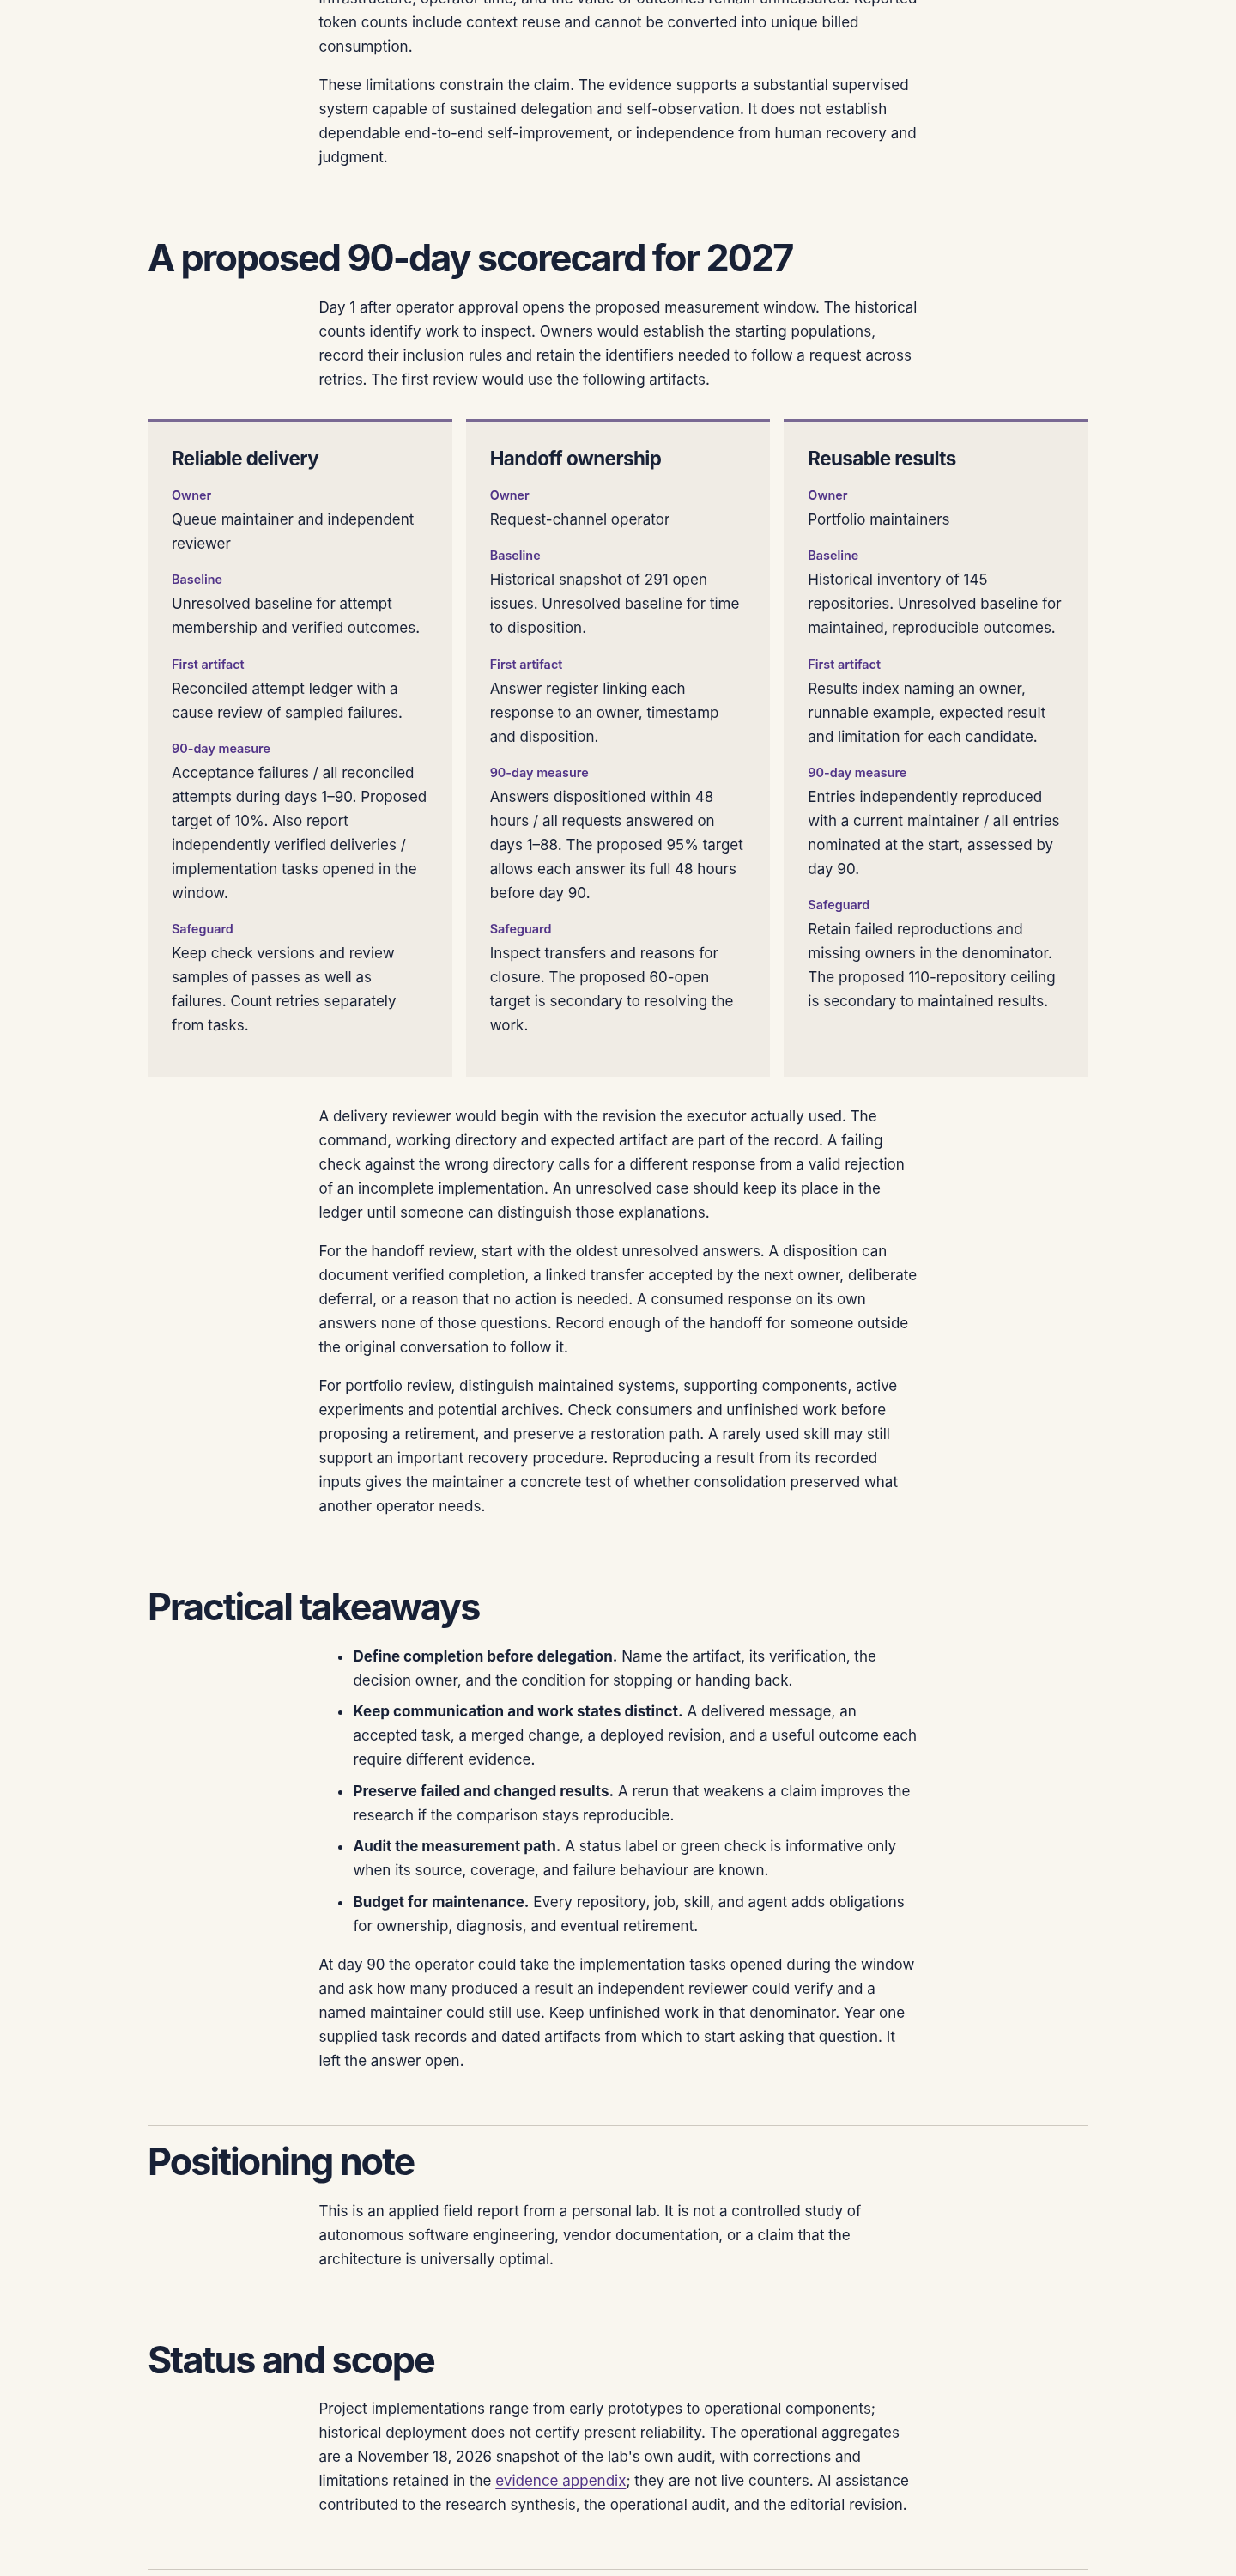 infrastructure, operator time, and the value of outcomes remain unmeasured. Reported
token counts include context reuse and cannot be converted into unique billed
consumption.
These limitations constrain the claim. The evidence supports a substantial supervised
system capable of sustained delegation and self-observation. It does not establish
dependable end-to-end self-improvement, or independence from human recovery and
judgment.
A proposed 90-day scorecard for 2027
Day 1 after operator approval opens the proposed measurement window. The historical
counts identify work to inspect. Owners would establish the starting populations,
record their inclusion rules and retain the identifiers needed to follow a request across
retries. The first review would use the following artifacts.
Reliable delivery
Owner
Queue maintainer and independent
reviewer
Baseline
Unresolved baseline for attempt
membership and verified outcomes.
First artifact
Reconciled attempt ledger with a
cause review of sampled failures.
90-day measure
Acceptance failures / all reconciled
attempts during days 1–90. Proposed
target of 10%. Also report
independently verified deliveries /
implementation tasks opened in the
window.
Safeguard
Keep check versions and review
samples of passes as well as
failures. Count retries separately
from tasks.
Handoff ownership
Owner
Request-channel operator
Baseline
Historical snapshot of 291 open
issues. Unresolved baseline for time
to disposition.
First artifact
Answer register linking each
response to an owner, timestamp
and disposition.
90-day measure
Answers dispositioned within 48
hours / all requests answered on
days 1–88. The proposed 95% target
allows each answer its full 48 hours
before day 90.
Safeguard
Inspect transfers and reasons for
closure. The proposed 60-open
target is secondary to resolving the
work.
Reusable results
Owner
Portfolio maintainers
Baseline
Historical inventory of 145
repositories. Unresolved baseline for
maintained, reproducible outcomes.
First artifact
Results index naming an owner,
runnable example, expected result
and limitation for each candidate.
90-day measure
Entries independently reproduced
with a current maintainer / all entries
nominated at the start, assessed by
day 90.
Safeguard
Retain failed reproductions and
missing owners in the denominator.
The proposed 110-repository ceiling
is secondary to maintained results.
A delivery reviewer would begin with the revision the executor actually used. The
command, working directory and expected artifact are part of the record. A failing
check against the wrong directory calls for a different response from a valid rejection
of an incomplete implementation. An unresolved case should keep its place in the
ledger until someone can distinguish those explanations.
For the handoff review, start with the oldest unresolved answers. A disposition can
document verified completion, a linked transfer accepted by the next owner, deliberate
deferral, or a reason that no action is needed. A consumed response on its own
answers none of those questions. Record enough of the handoff for someone outside
the original conversation to follow it.
For portfolio review, distinguish maintained systems, supporting components, active
experiments and potential archives. Check consumers and unfinished work before
proposing a retirement, and preserve a restoration path. A rarely used skill may still
support an important recovery procedure. Reproducing a result from its recorded
inputs gives the maintainer a concrete test of whether consolidation preserved what
another operator needs.
Practical takeaways
• Define completion before delegation. Name the artifact, its verification, the
decision owner, and the condition for stopping or handing back.
• Keep communication and work states distinct. A delivered message, an
accepted task, a merged change, a deployed revision, and a useful outcome each
require different evidence.
• Preserve failed and changed results. A rerun that weakens a claim improves the
research if the comparison stays reproducible.
• Audit the measurement path. A status label or green check is informative only
when its source, coverage, and failure behaviour are known.
• Budget for maintenance. Every repository, job, skill, and agent adds obligations
for ownership, diagnosis, and eventual retirement.
At day 90 the operator could take the implementation tasks opened during the window
and ask how many produced a result an independent reviewer could verify and a
named maintainer could still use. Keep unfinished work in that denominator. Year one
supplied task records and dated artifacts from which to start asking that question. It
left the answer open.
Positioning note
This is an applied field report from a personal lab. It is not a controlled study of
autonomous software engineering, vendor documentation, or a claim that the
architecture is universally optimal.
Status and scope
Project implementations range from early prototypes to operational components;
historical deployment does not certify present reliability. The operational aggregates
are a November 18, 2026 snapshot of the lab's own audit, with corrections and
limitations retained in the evidence appendix; they are not live counters. AI assistance
contributed to the research synthesis, the operational audit, and the editorial revision.